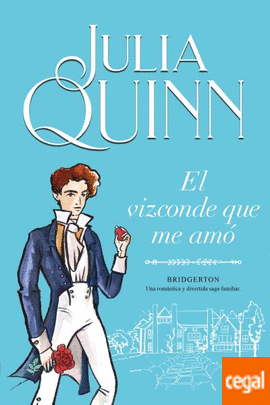 JULIA
QUINN
El
vizconde que
me amó
BRIDGERTON
Una romántica y divertida saga familiar.
cegal